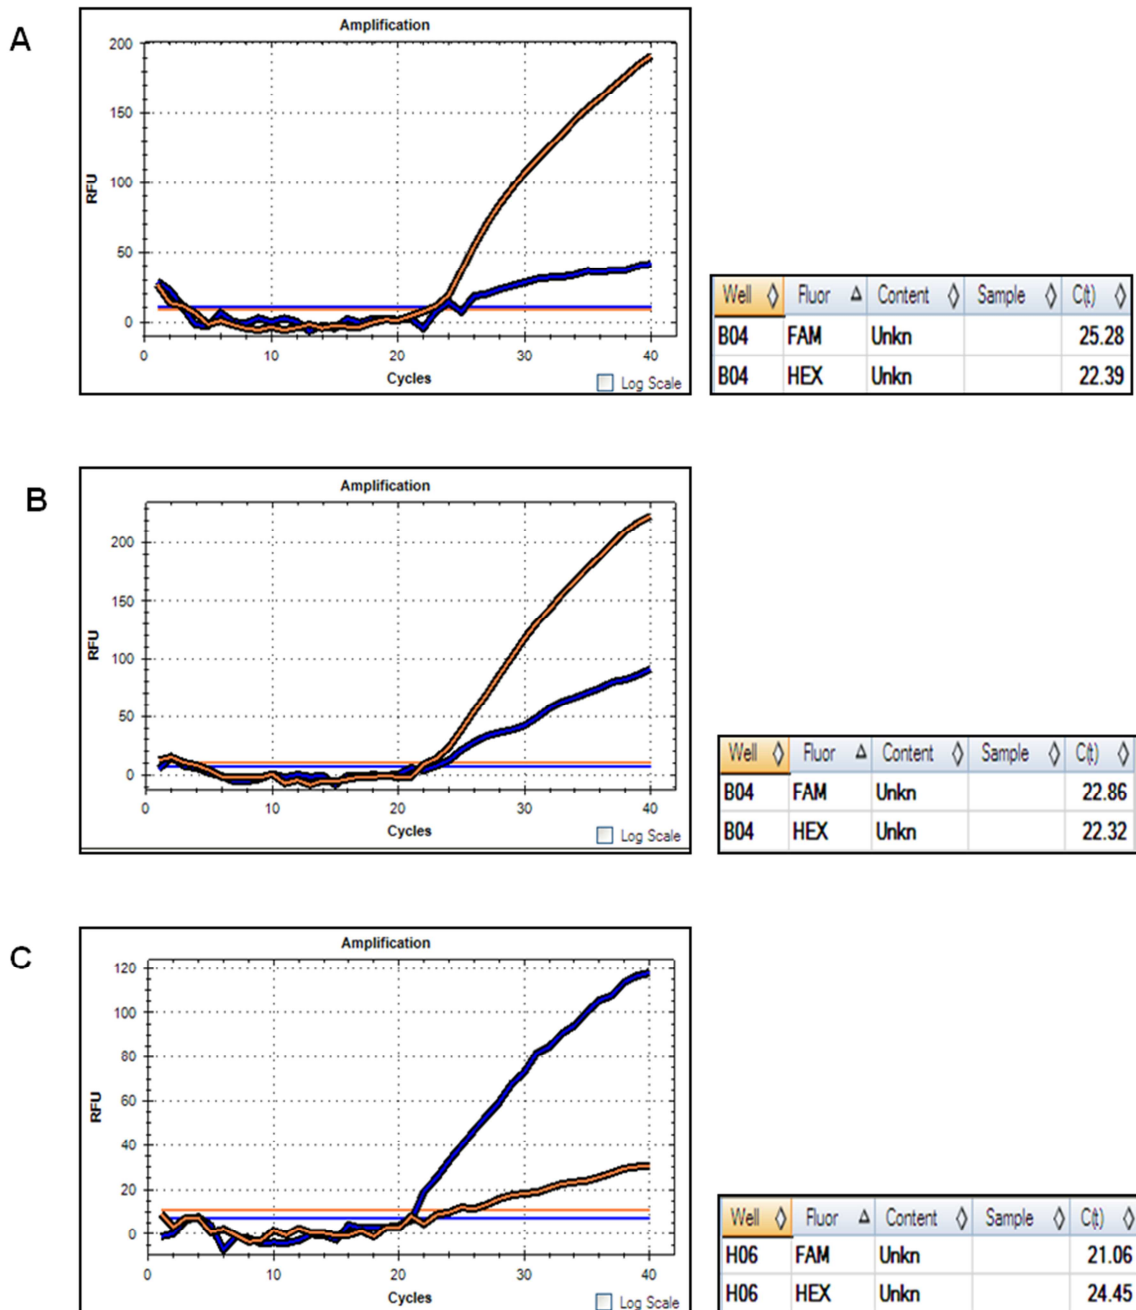 A
Amplification
200
150
100
50
0
RFU
0 10 20 30 40
Cycles
Log Scale
Well Fluor Content Sample C(t)
B04 FAM Unkn 25.28
B04 HEX Unkn 22.39
B
Amplification
200
150
100
50
0
RFU
0 10 20 30 40
Cycles
Log Scale
Well Fluor Content Sample C(t)
B04 FAM Unkn 22.86
B04 HEX Unkn 22.32
C
Amplification
120
100
80
60
40
20
0
RFU
0 10 20 30 40
Cycles
Log Scale
Well Fluor Content Sample C(t)
H06 FAM Unkn 21.06
H06 HEX Unkn 24.45